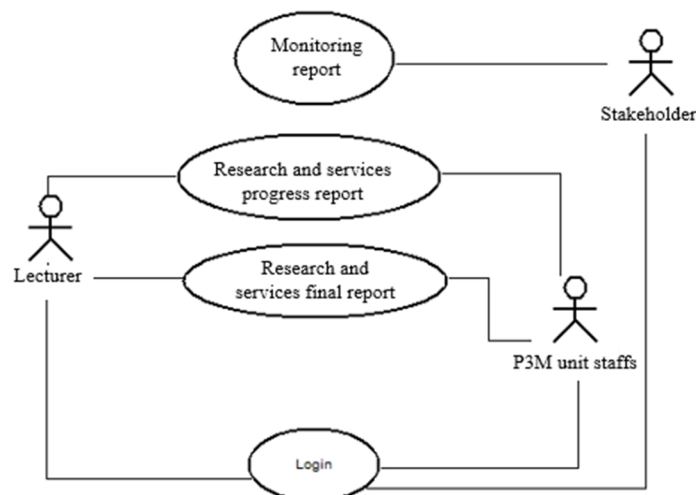 Monitoring
report
Stakeholder
Research and services
progress report
Lecturer
Research and
services final report
P3M unit staffs
Login